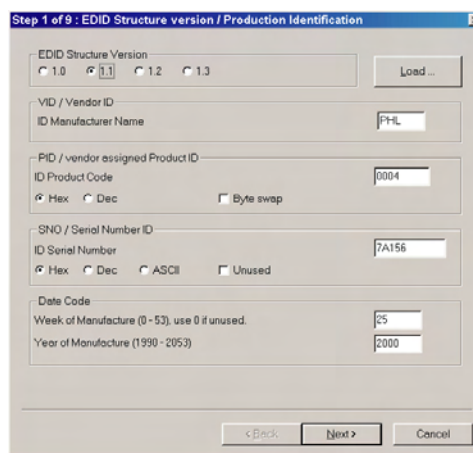 Step 1 of 9 : EDID Structure version / Production Identification
EDID Structure Version
1.0 1.1 1.2 1.3
Load ...
VID / Vendor ID
ID Manufacturer Name PHL
PID / vendor assigned Product ID
ID Product Code 0004
Hex Dec Byte swap
SNO / Serial Number ID
ID Serial Number 7A156
Hex Dec ASCII Unused
Date Code
Week of Manufacture (0 - 53), use 0 if unused. 25
Year of Manufacture (1990 - 2053) 2000
<Back Next> Cancel